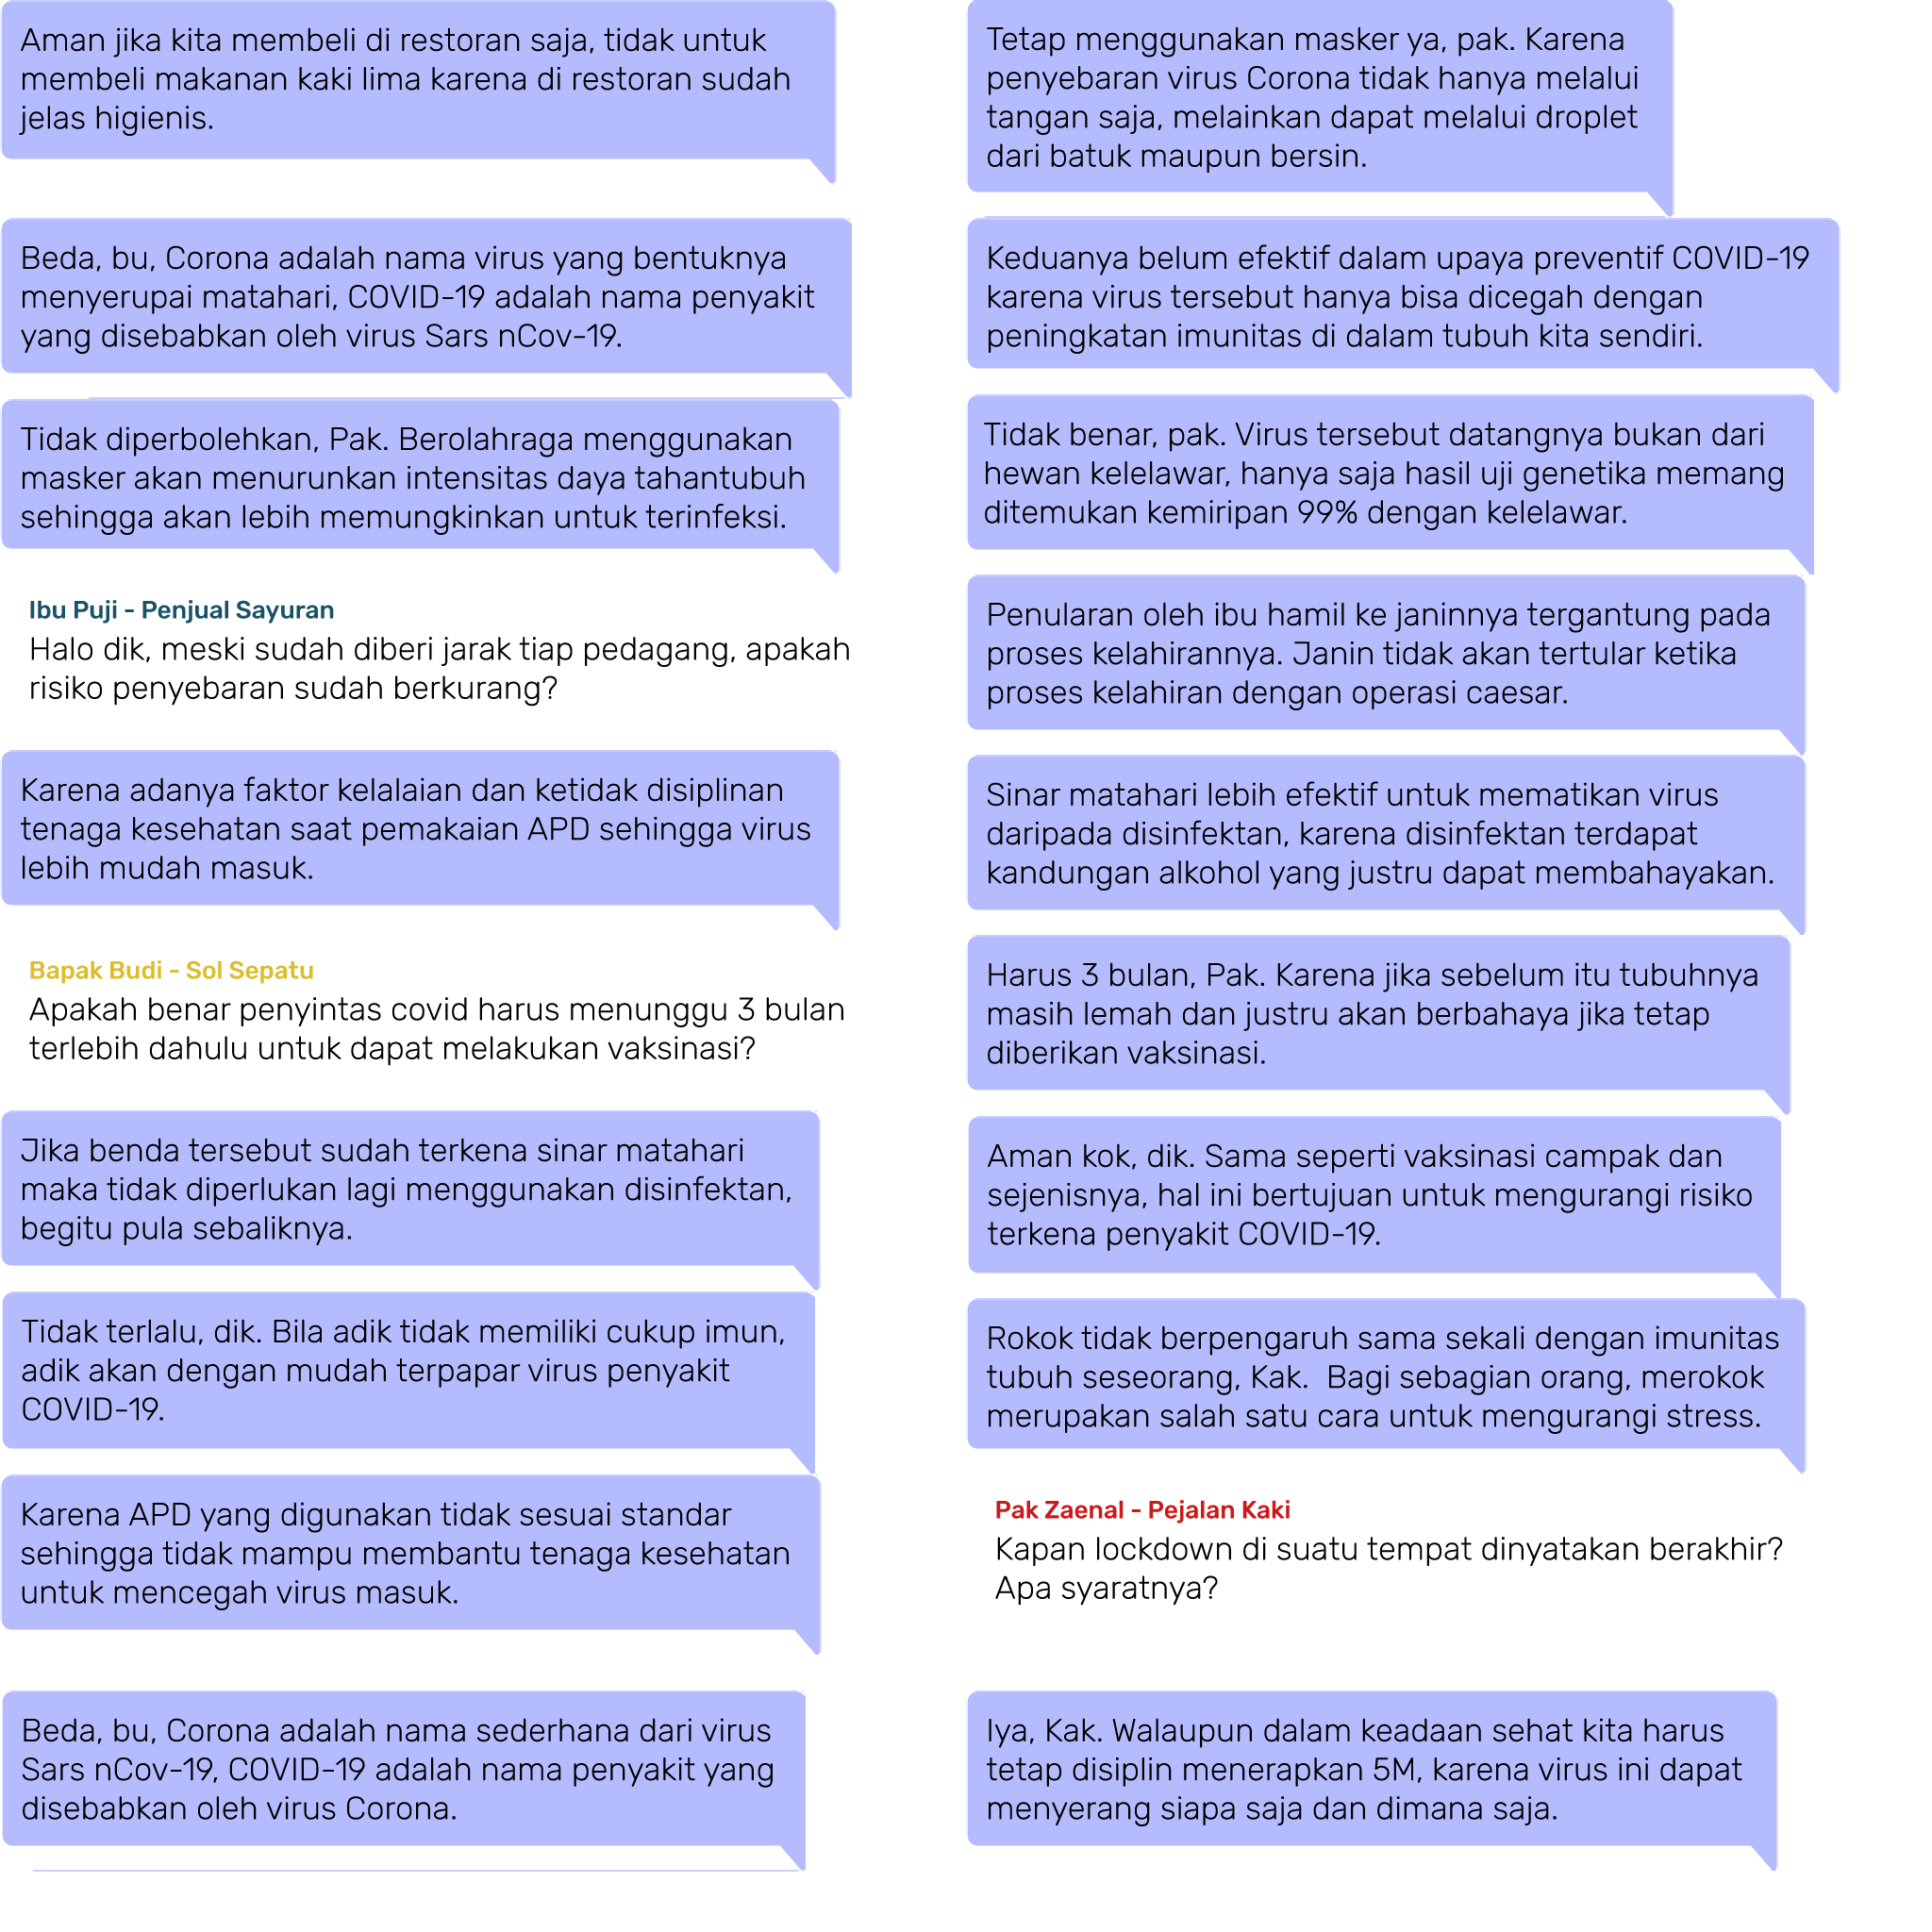 Aman jika kita membeli di restoran saja, tidak untuk
membeli makanan kaki lima karena di restoran sudah
jelas higienis.
Beda, bu, Corona adalah nama virus yang bentuknya
menyerupai matahari, COVID-19 adalah nama penyakit
yang disebabkan oleh virus Sars nCov-19.
Tidak diperbolehkan, Pak. Berolahraga menggunakan
masker akan menurunkan intensitas daya tahantubuh
sehingga akan lebih memungkinkan untuk terinfeksi.
Ibu Puji - Penjual Sayuran
Halo dik, meski sudah diberi jarak tiap pedagang, apakah
risiko penyebaran sudah berkurang?
Karena adanya faktor kelalaian dan ketidak disiplinan
tenaga kesehatan saat pemakaian APD sehingga virus
lebih mudah masuk.
Bapak Budi - Sol Sepatu
Apakah benar penyintas covid harus menunggu 3 bulan
terlebih dahulu untuk dapat melakukan vaksinasi?
Jika benda tersebut sudah terkena sinar matahari
maka tidak diperlukan lagi menggunakan disinfektan,
begitu pula sebaliknya.
Tidak terlalu, dik. Bila adik tidak memiliki cukup imun,
adik akan dengan mudah terpapar virus penyakit
COVID-19.
Karena APD yang digunakan tidak sesuai standar
sehingga tidak mampu membantu tenaga kesehatan
untuk mencegah virus masuk.
Beda, bu, Corona adalah nama sederhana dari virus
Sars nCov-19, COVID-19 adalah nama penyakit yang
disebabkan oleh virus Corona.
Tetap menggunakan masker ya, pak. Karena
penyebaran virus Corona tidak hanya melalui
tangan saja, melainkan dapat melalui droplet
dari batuk maupun bersin.
Keduanya belum efektif dalam upaya preventif COVID-19
karena virus tersebut hanya bisa dicegah dengan
peningkatan imunitas di dalam tubuh kita sendiri.
Tidak benar, pak. Virus tersebut datangnya bukan dari
hewan kelelawar, hanya saja hasil uji genetika memang
ditemukan kemiripan 99% dengan kelelawar.
Penularan oleh ibu hamil ke janinnya tergantung pada
proses kelahirannya. Janin tidak akan tertular ketika
proses kelahiran dengan operasi caesar.
Sinar matahari lebih efektif untuk mematikan virus
daripada disinfektan, karena disinfektan terdapat
kandungan alkohol yang justru dapat membahayakan.
Harus 3 bulan, Pak. Karena jika sebelum itu tubuhnya
masih lemah dan justru akan berbahaya jika tetap
diberikan vaksinasi.
Aman kok, dik. Sama seperti vaksinasi campak dan
sejenisnya, hal ini bertujuan untuk mengurangi risiko
terkena penyakit COVID-19.
Rokok tidak berpengaruh sama sekali dengan imunitas
tubuh seseorang, Kak.  Bagi sebagian orang, merokok
merupakan salah satu cara untuk mengurangi stress.
Pak Zaenal - Pejalan Kaki
Kapan lockdown di suatu tempat dinyatakan berakhir?
Apa syaratnya?
Iya, Kak. Walaupun dalam keadaan sehat kita harus
tetap disiplin menerapkan 5M, karena virus ini dapat
menyerang siapa saja dan dimana saja.